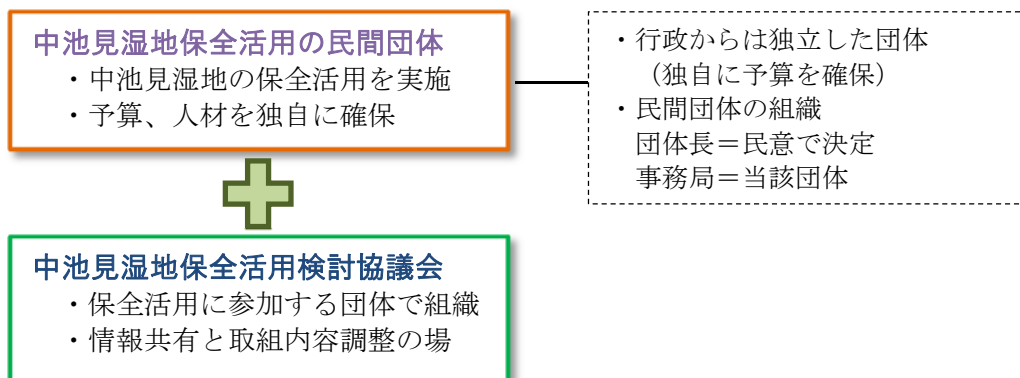 中池見湿地保全活用の民間団体
・中池見湿地の保全活用を実施
・予算、人材を独自に確保
・行政からは独立した団体
（独自に予算を確保）
・民間団体の組織
団体長＝民意で決定
事務局＝当該団体
中池見湿地保全活用検討協議会
・保全活用に参加する団体で組織
・情報共有と取組内容調整の場